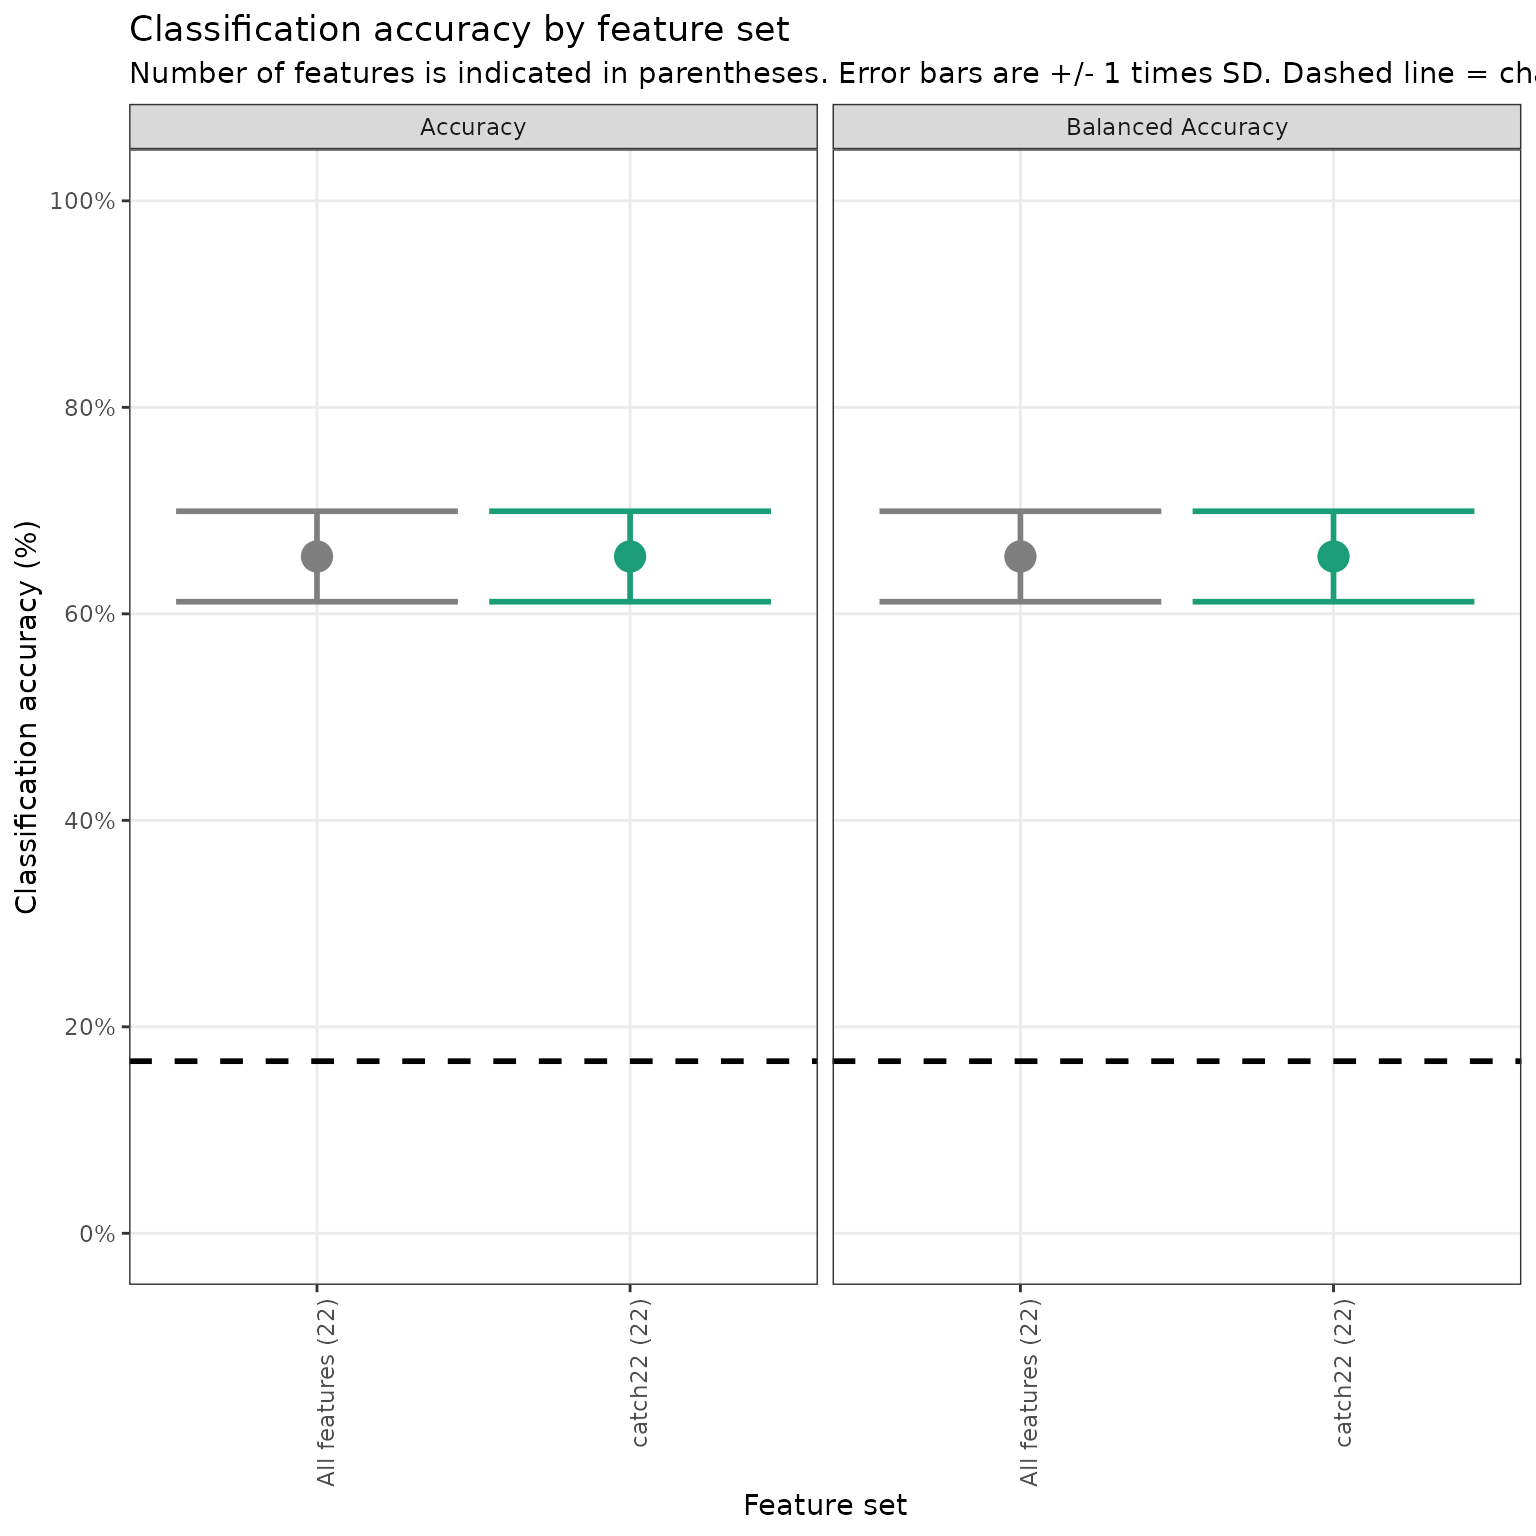 Classification accuracy by feature set
Number of features is indicated in parentheses. Error bars are +/- 1 times SD. Dashed line =
Accuracy
Balanced Accuracy
100%
80%
60%
40%
20%
0%
Classification accuracy (%)
All features (22)
catch22 (22)
All features (22)
catch22 (22)
Feature set